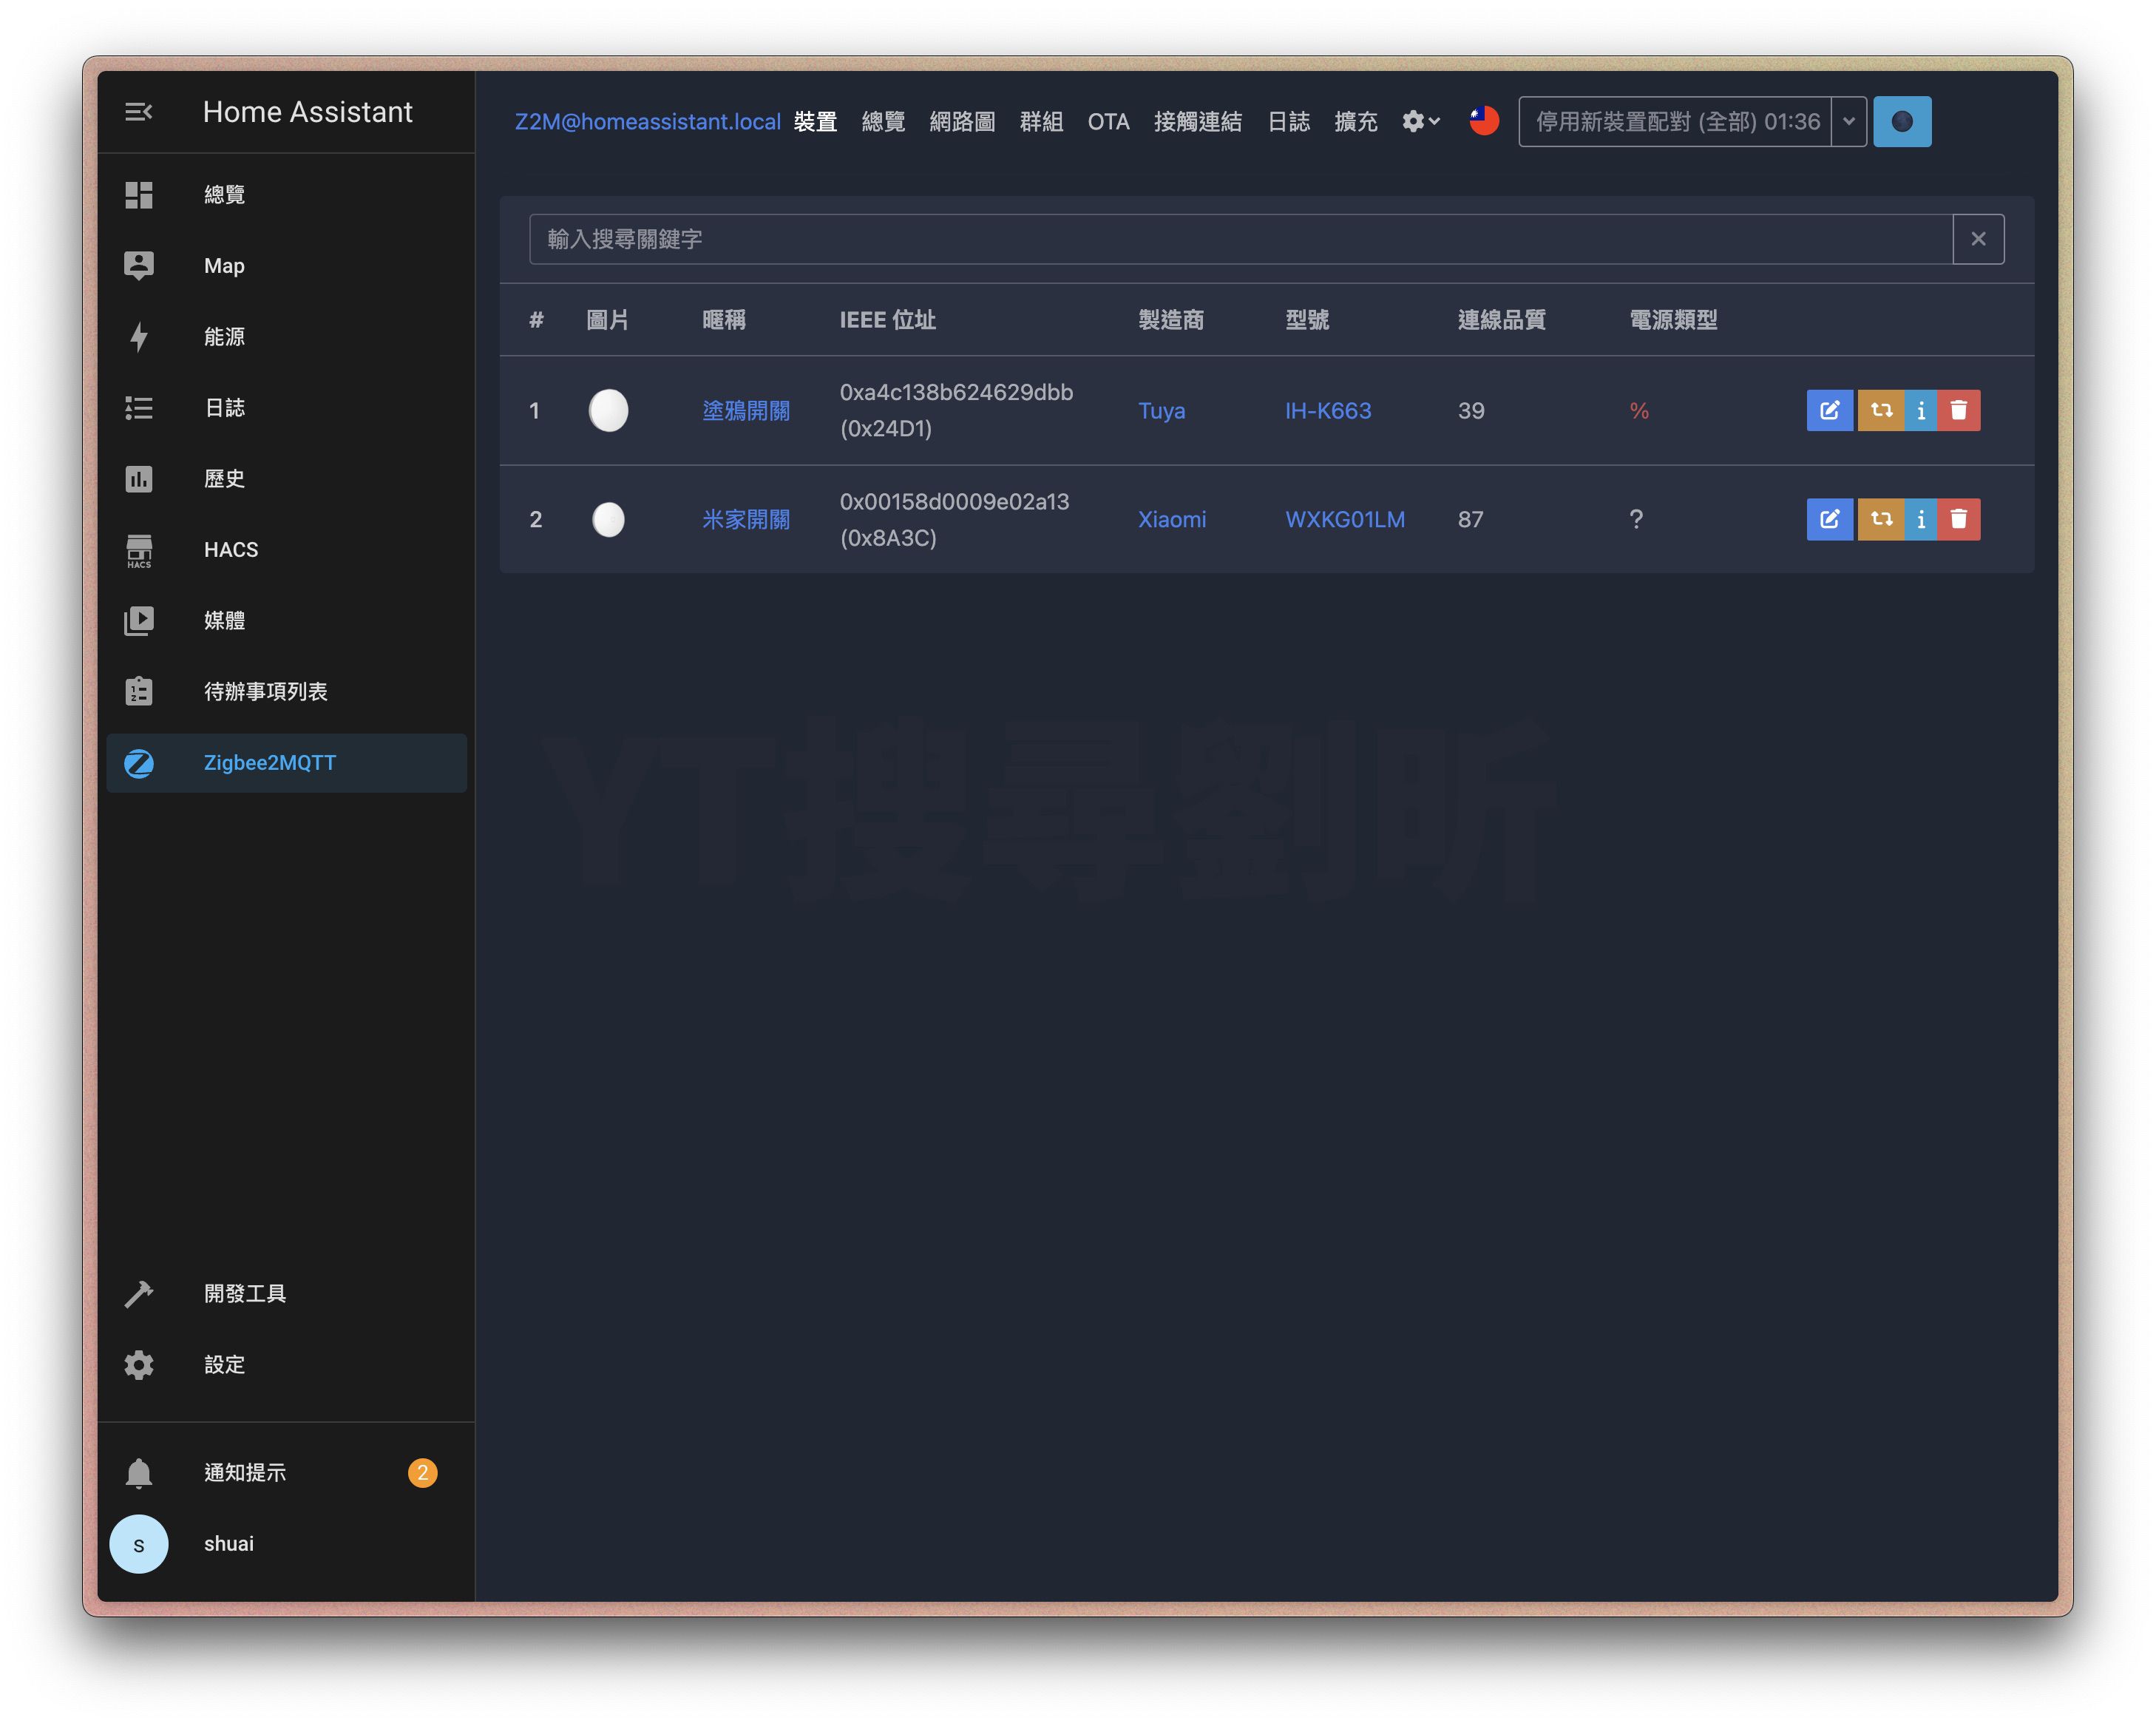 Home Assistant
總覽
Map
能源
日誌
歷史
HACS
HACS
媒體
待辦事項列表
Zigbee2MQTT
開發工具
設定
通知提示 2
s shuai
Z2M@homeassistant.local 裝置 總覽 網路圖 群組 OTA 接觸連結 日誌 擴充 停用新裝置配對 (全部) 01:36
輸入搜尋關鍵字
# 圖片 暱稱 IEEE 位址 製造商 型號 連線品質 電源類型
1 塗鴉開關 0xa4c138b624629dbb (0x24D1) Tuya IH-K663 39 %
2 米家開關 0x00158d0009e02a13 (0x8A3C) Xiaomi WXKG01LM 87 ?
YT搜尋劉昕